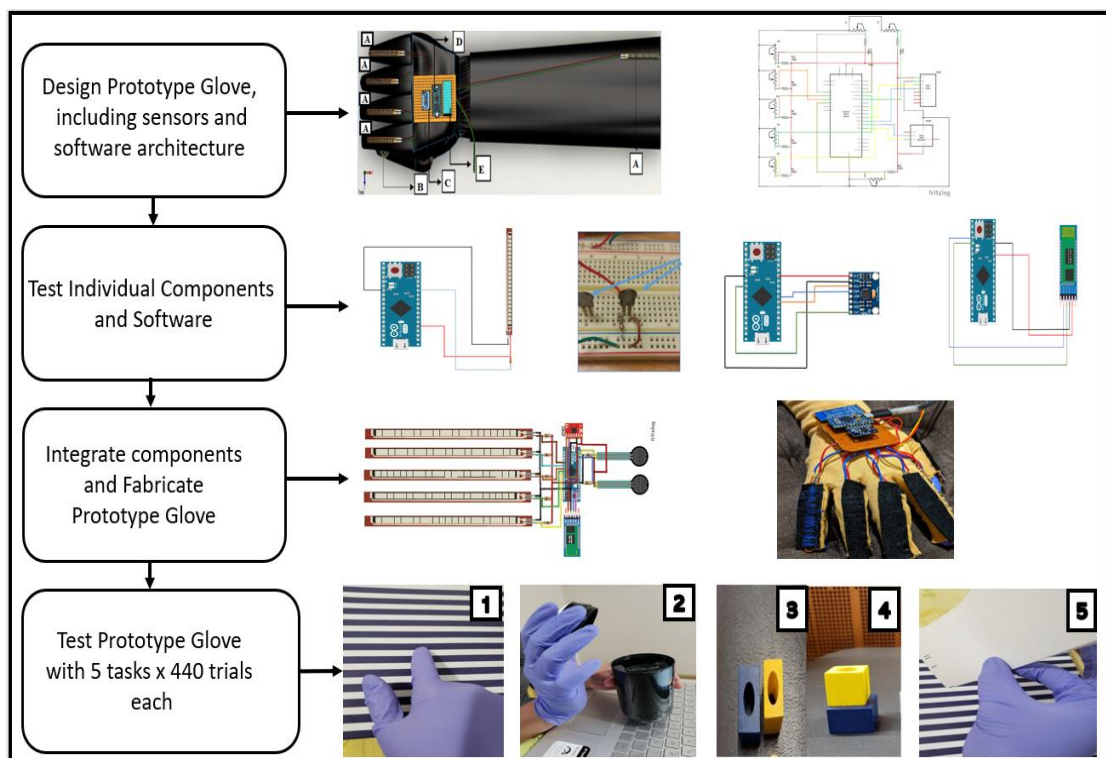 Design Prototype Glove,
including sensors and
software architecture
A
A
A
A
D
E
B
C
A
fritzing
Test Individual Components
and Software
Integrate components
and Fabricate
Prototype Glove
fritzing
Test Prototype Glove
with 5 tasks x 440 trials
each
1
2
3
4
5